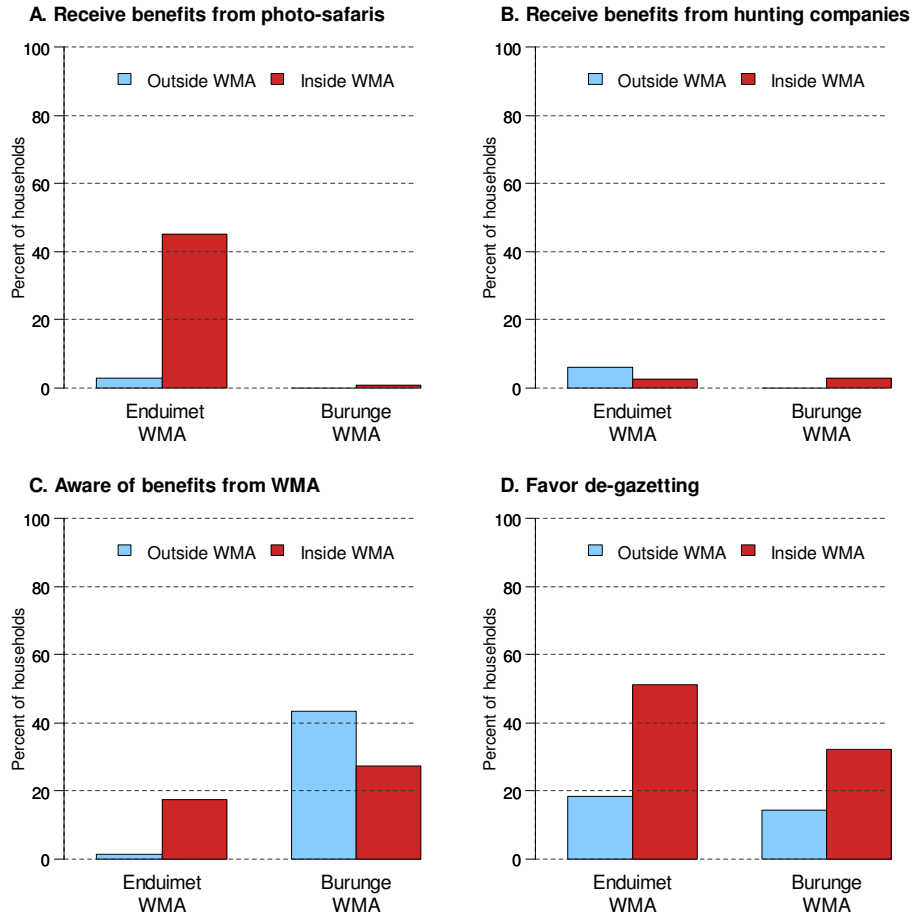 A. Receive benefits from photo-safaris
100
Outside WMA Inside WMA
80
60
40
20
0
Percent of households
Enduimet
WMA
Burunge
WMA
B. Receive benefits from hunting companies
100
Outside WMA Inside WMA
80
60
40
20
0
Percent of households
Enduimet
WMA
Burunge
WMA
C. Aware of benefits from WMA
100
Outside WMA Inside WMA
80
60
40
20
0
Percent of households
Enduimet
WMA
Burunge
WMA
D. Favor de-gazetting
100
Outside WMA Inside WMA
80
60
40
20
0
Percent of households
Enduimet
WMA
Burunge
WMA